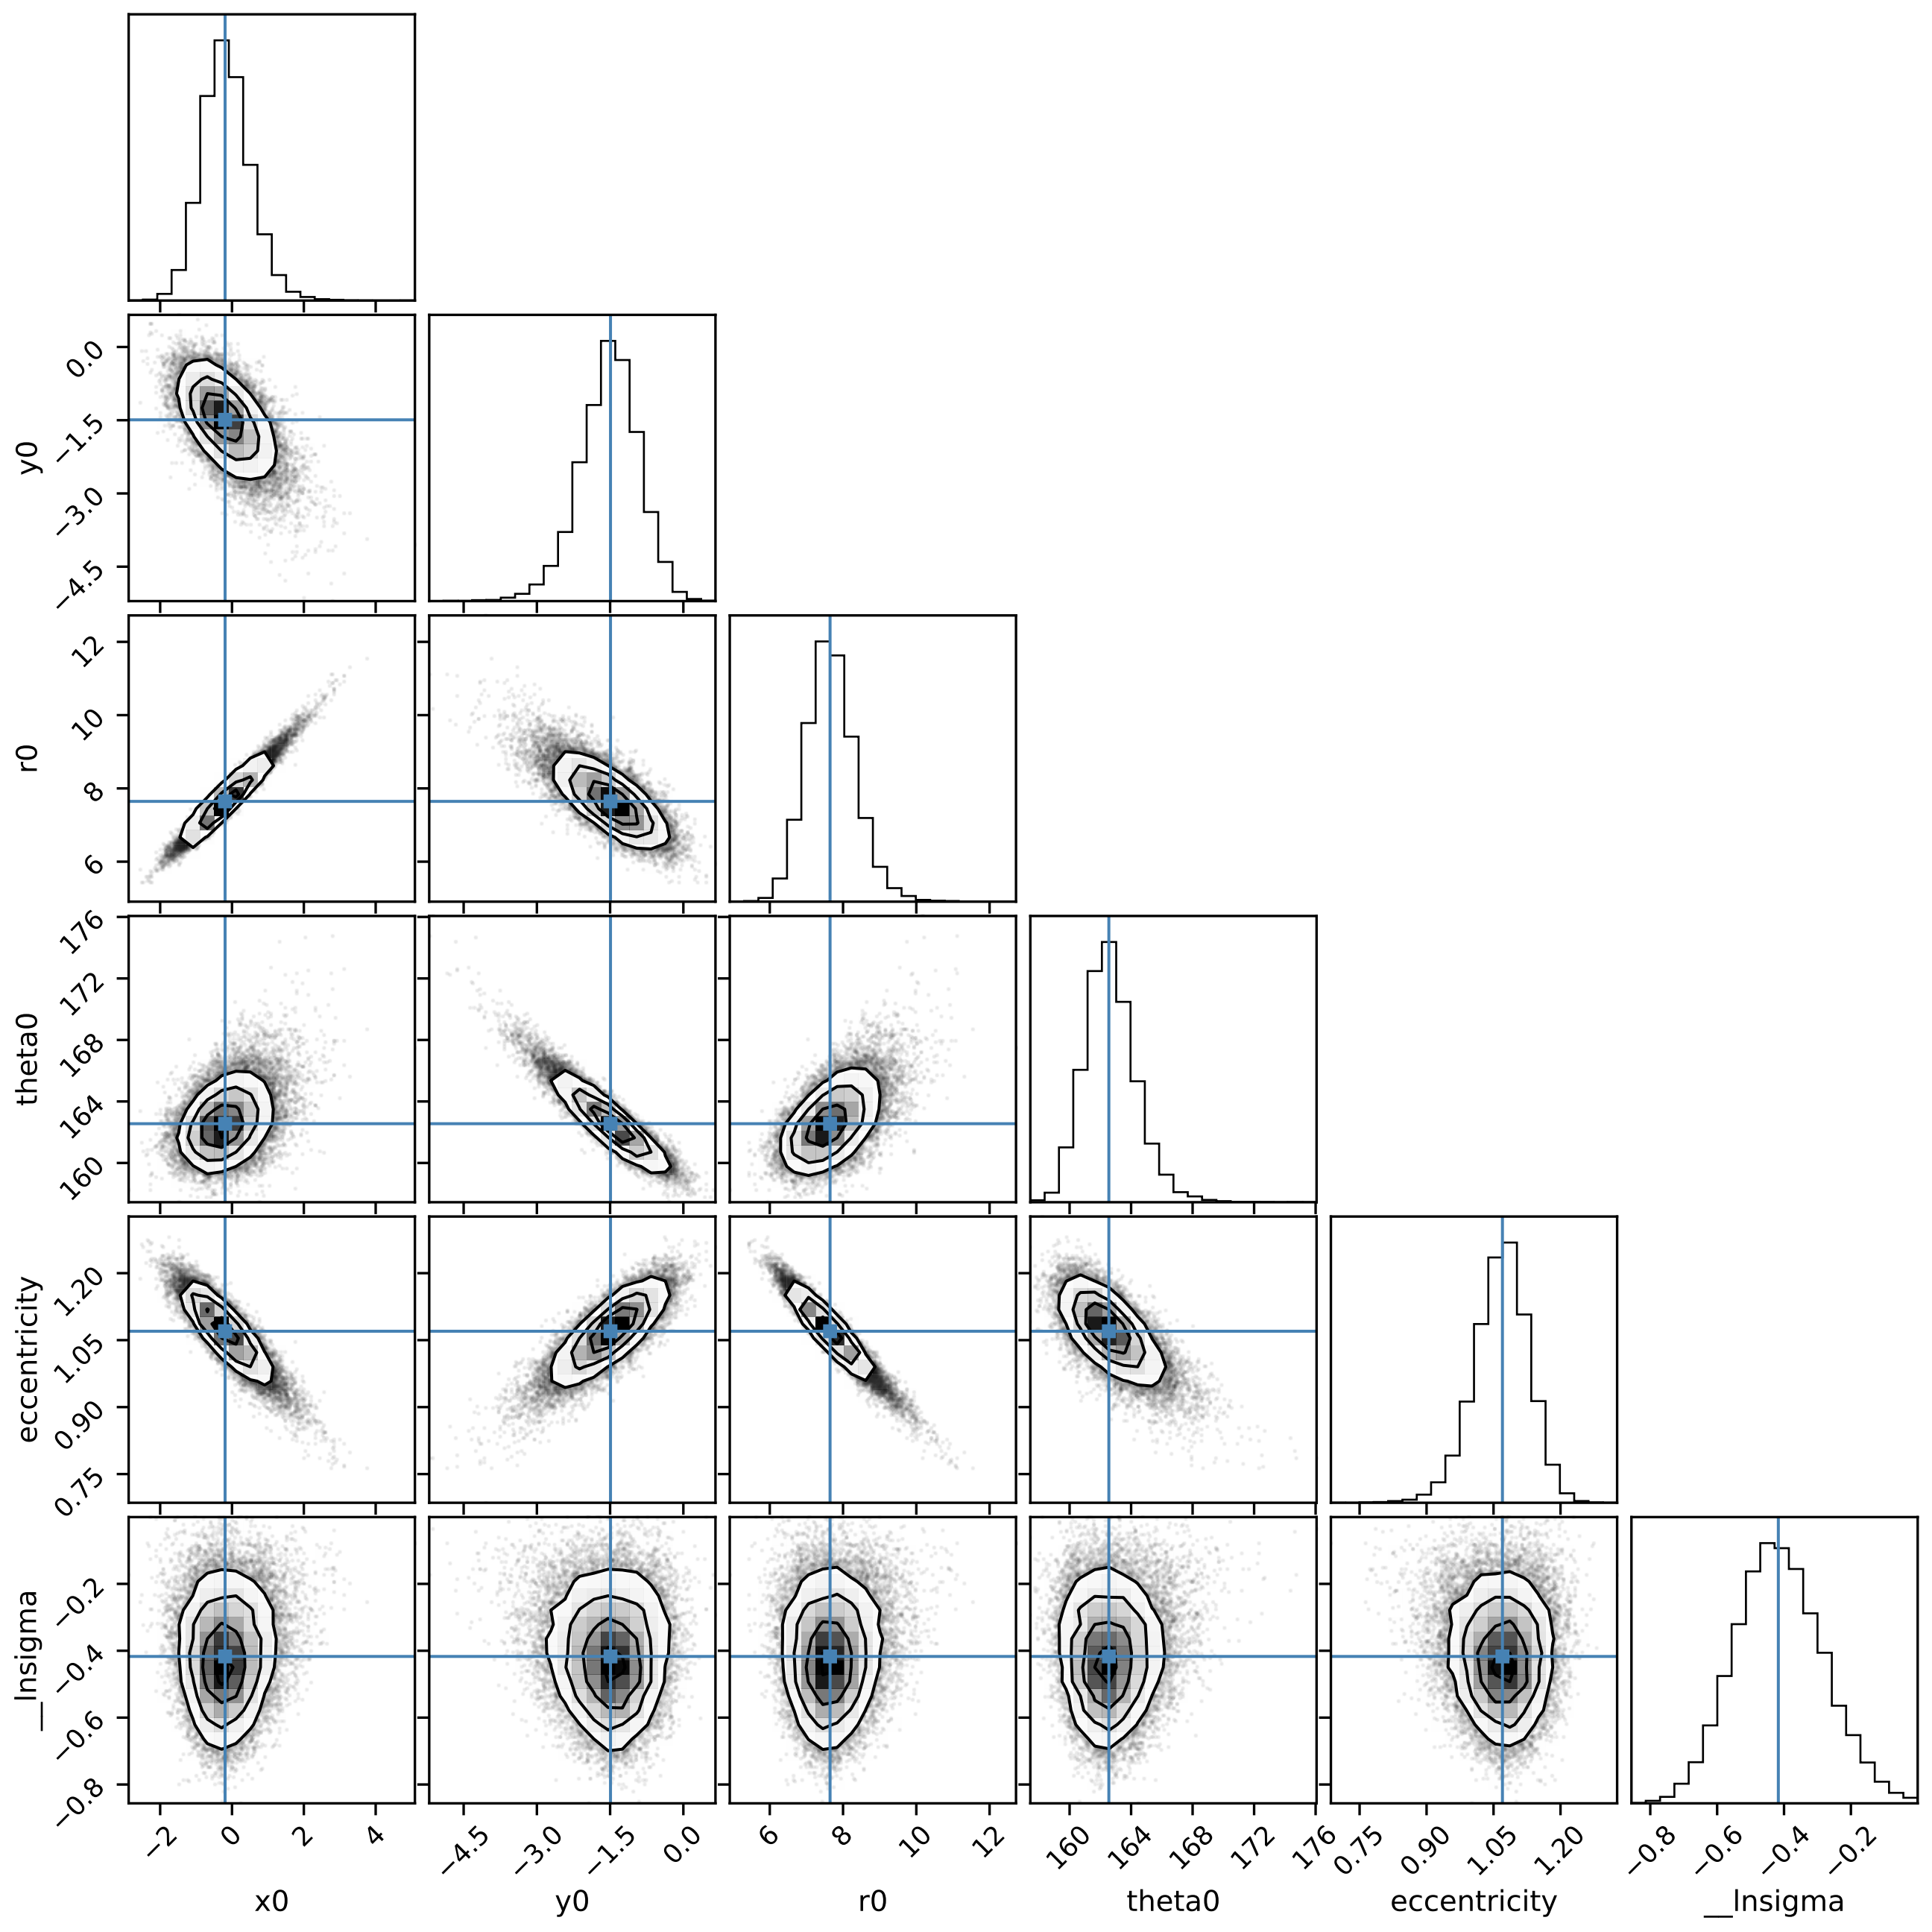 0.0
−1.5
−3.0
−4.5
y0
12
10
8
6
r0
176
172
168
164
160
theta0
1.20
1.05
0.90
0.75
eccentricity
−0.2
−0.4
−0.6
−0.8
__lnsigma
−2 0 2 4
−4.5 −3.0 −1.5 0.0
6 8 10 12
160 164 168 172 176
0.75 0.90 1.05 1.20
−0.8 −0.6 −0.4 −0.2
x0 y0 r0 theta0 eccentricity __lnsigma